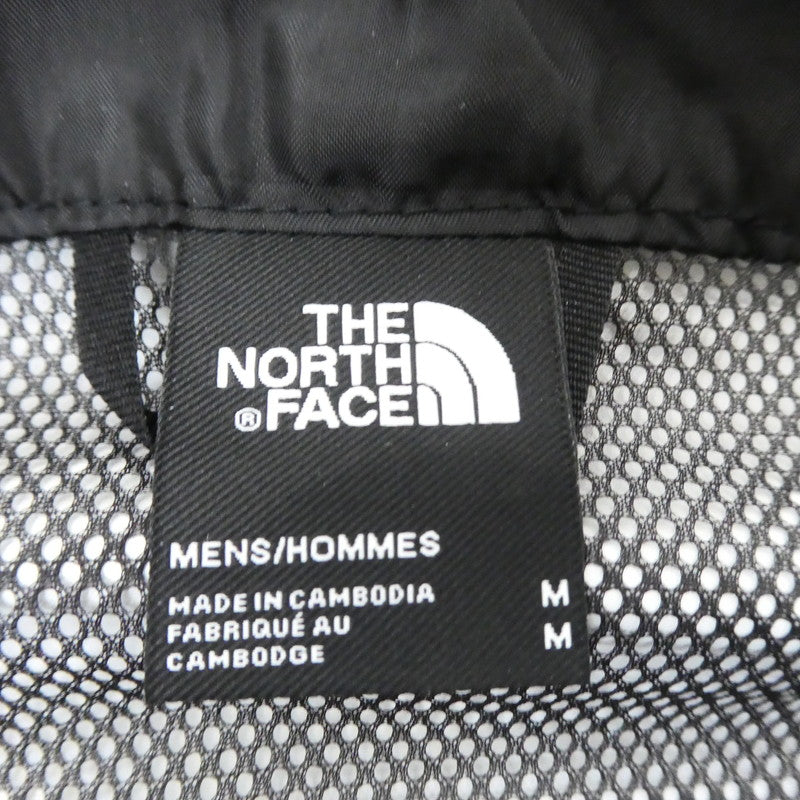 THE
NORTH
® FACE
MENS/HOMMES
MADE IN CAMBODIA M
FABRIQUÉ AU M
CAMBODGE